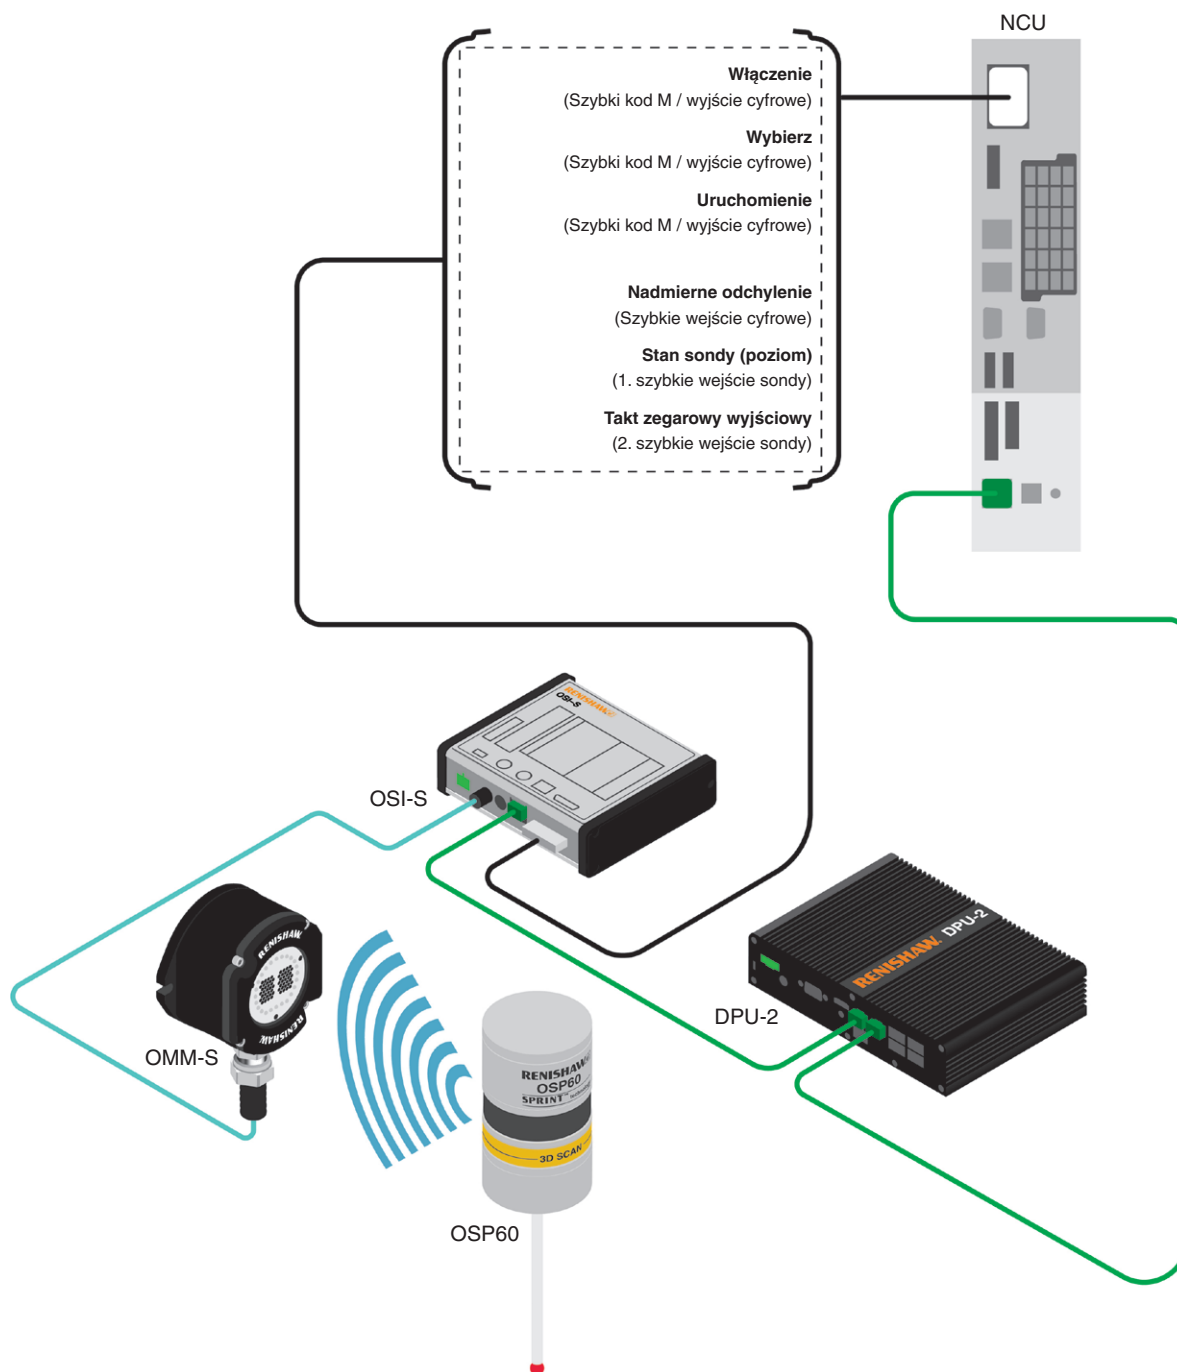 NCU
Włączenie
(Szybki kod M / wyjście cyfrowe)
Wybierz
(Szybki kod M / wyjście cyfrowe)
Uruchomienie
(Szybki kod M / wyjście cyfrowe)
Nadmierne odchylenie
(Szybkie wejście cyfrowe)
Stan sondy (poziom)
(1. szybkie wejście sondy)
Takt zegarowy wyjściowy
(2. szybkie wejście sondy)
RENISHAW
OSI-S
OSI-S
RENISHAW.
RENISHAW.
OMM-S
RENISHAW. DPU-2
DPU-2
RENISHAW
OSP60
SPRINT™
3D SCAN
OSP60